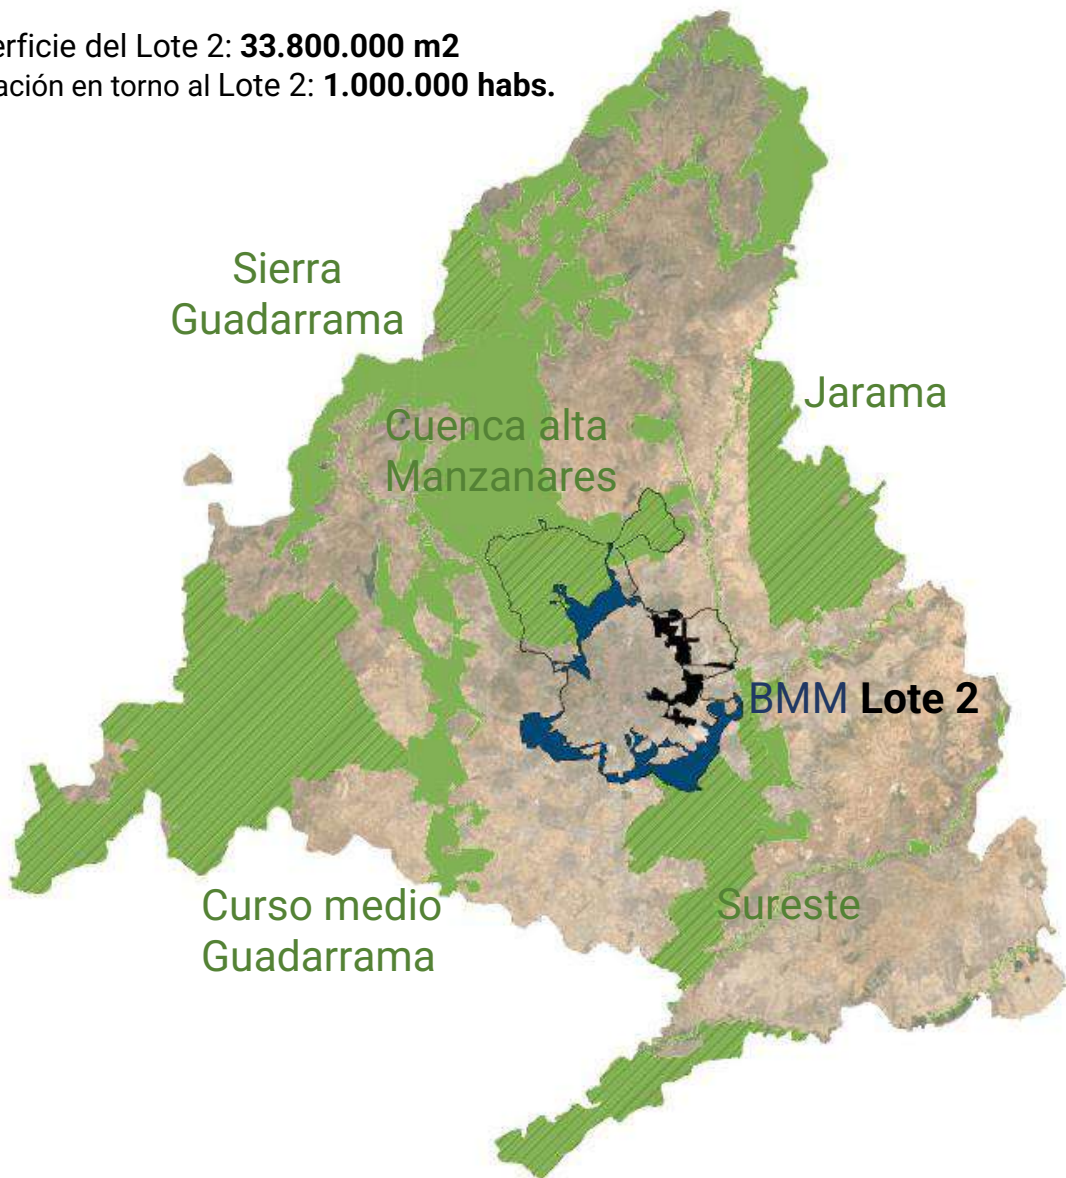 erficie del Lote 2: 33.800.000 m2
ación en torno al Lote 2: 1.000.000 habs.
Sierra
Guadarrama
Jarama
Cuenca alta
Manzanares
BMM Lote 2
Curso medio
Guadarrama
Sureste